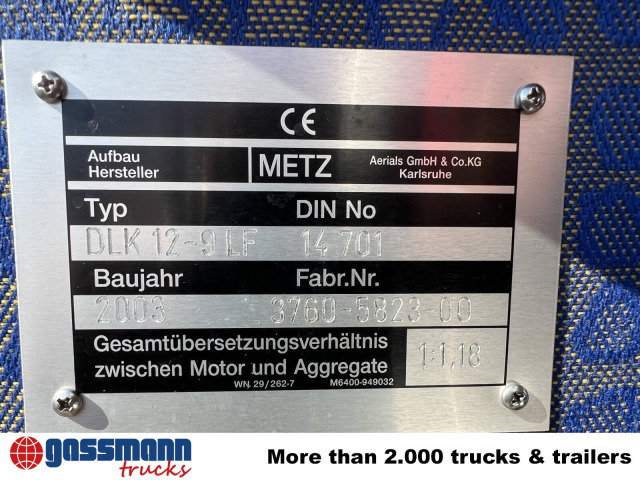 CE
Aufbau Hersteller METZ Aerials GmbH & Co.KG Karlsruhe
Typ DIN No
DLK 12-9 LF 14 701
Baujahr Fabr.Nr.
2003 3760-5823-00
Gesamtübersetzungsverhältnis
zwischen Motor und Aggregate 1:1,18
WN. 29/262-7 M6400-949032
gassmann
trucks
More than 2.000 trucks & trailers